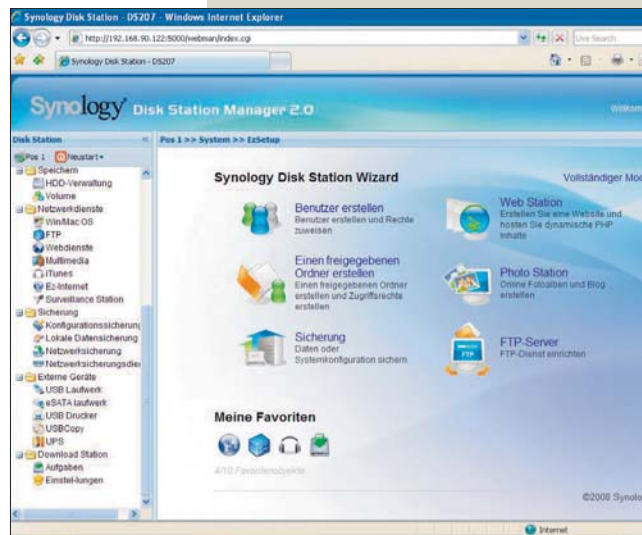 Synology Disk Station - DS207 - Windows Internet Explorer
http://192.168.90.122:5000/webman/index.cgi
Live Search
Synology Disk Station - DS207
Synology Disk Station Manager 2.0
Disk Station
Pos 1 >> System >> EzSetup
Pos 1 Neustart
Speichern
HDD-Verwaltung
Volume
Netzwerkdienste
Win/Mac OS
FTP
Webdienste
Multimedia
iTunes
Ez-Internet
Surveillance Station
Sicherung
Konfigurationssicherung
Lokale Datensicherung
Netzwerksicherung
Netzwerksicherungsdien
Externe Geräte
USB Laufwerk
eSATA laufwerk
USB Drucker
USBCopy
UPS
Download Station
Aufgaben
Einstel-lungen
Synology Disk Station Wizard
Vollständiger Mod
Benutzer erstellen
Benutzer erstellen und Rechte
zuweisen
Web Station
Erstellen Sie eine Website und
hosten Sie dynamische PHP
Inhalte
Einen freigegebenen
Ordner erstellen
Einen freigegebenen Ordner
erstellen und Zugriffsrechte
erstellen
Photo Station
Online Fotoalben und Blog
erstellen
Sicherung
Daten oder
Systemkonfiguration sichern
FTP-Server
FTP-Dienst einrichten
FTP
Meine Favoriten
4/10 Favoritenobjekte
©2008 Synolo
Internet